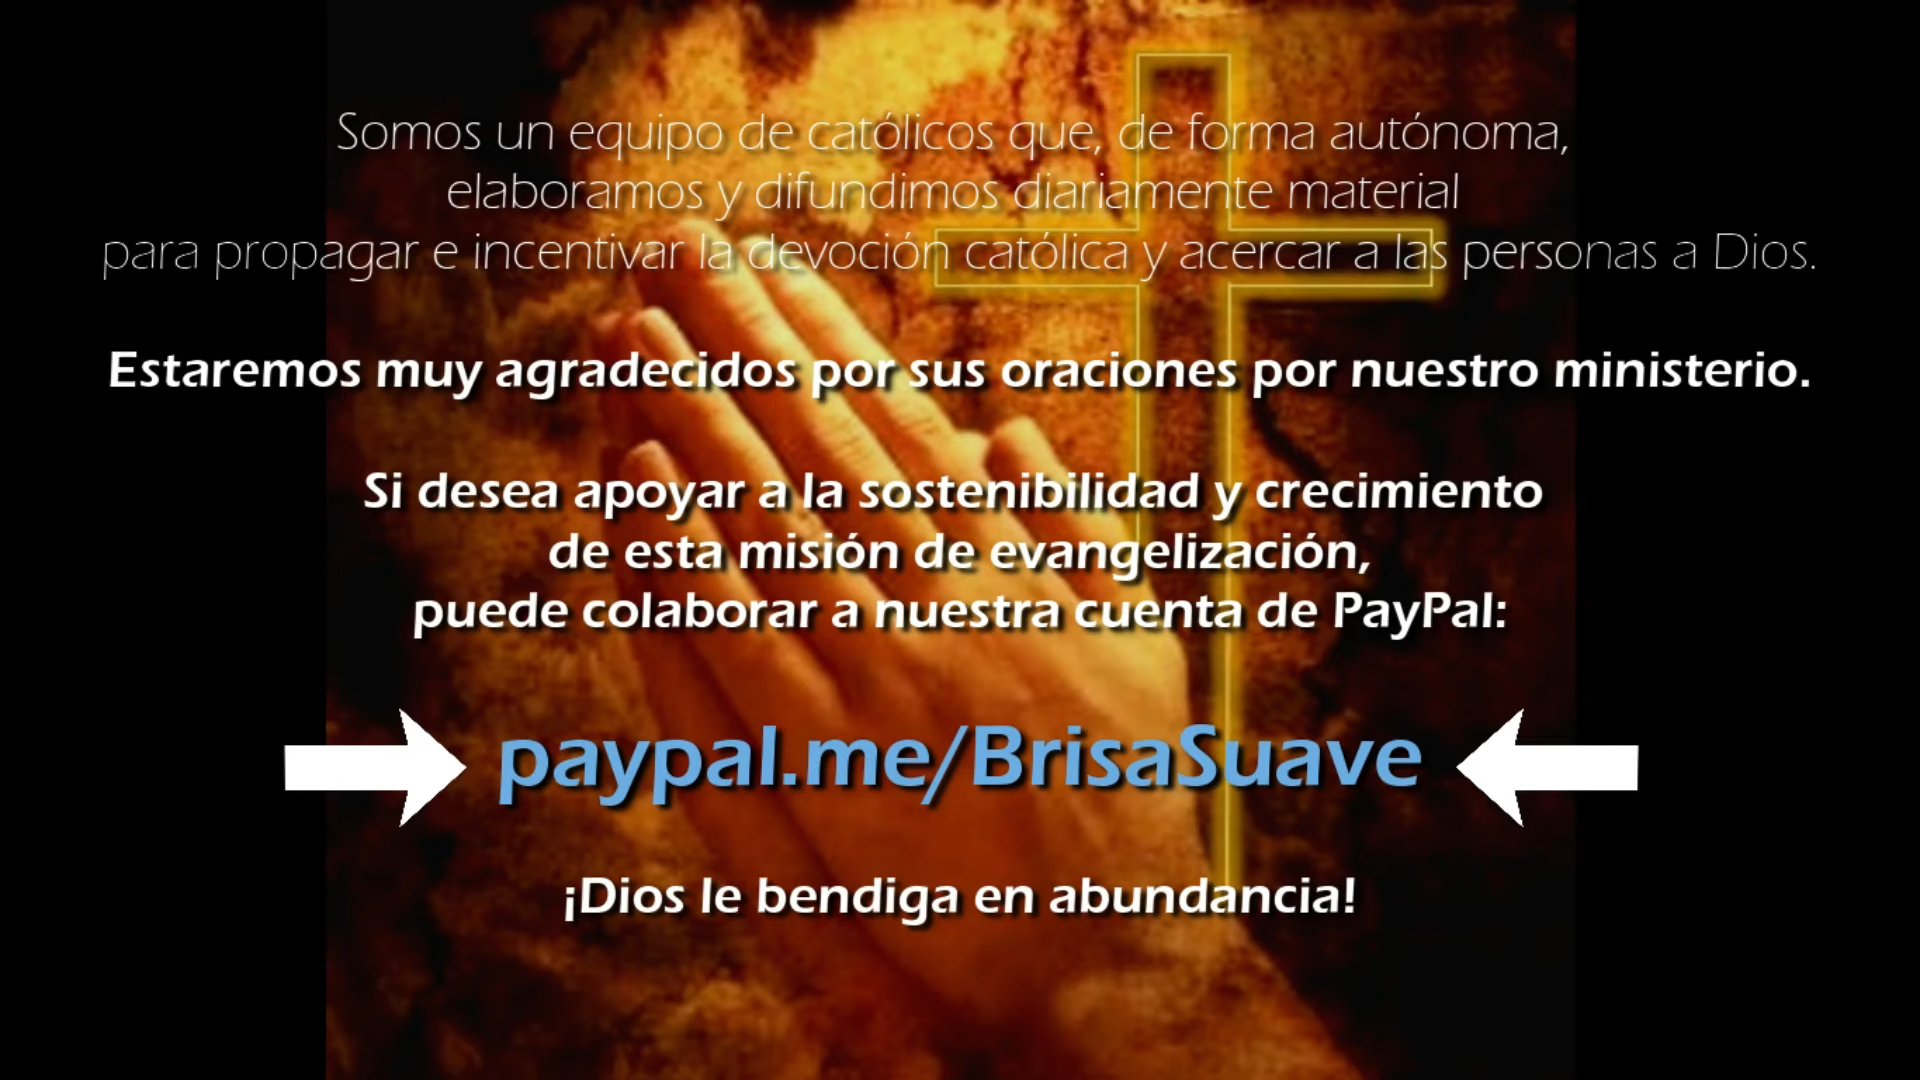 Somos un equipo de católicos que, de forma autónoma,
elaboramos y difundimos diariamente material
para propagar e incentivar la devoción católica y acercar a las personas a Dios.
Estaremos muy agradecidos por sus oraciones por nuestro ministerio.
Si desea apoyar a la sostenibilidad y crecimiento
de esta misión de evangelización,
puede colaborar a nuestra cuenta de PayPal:
paypal.me/BrisaSuave
¡Dios le bendiga en abundancia!